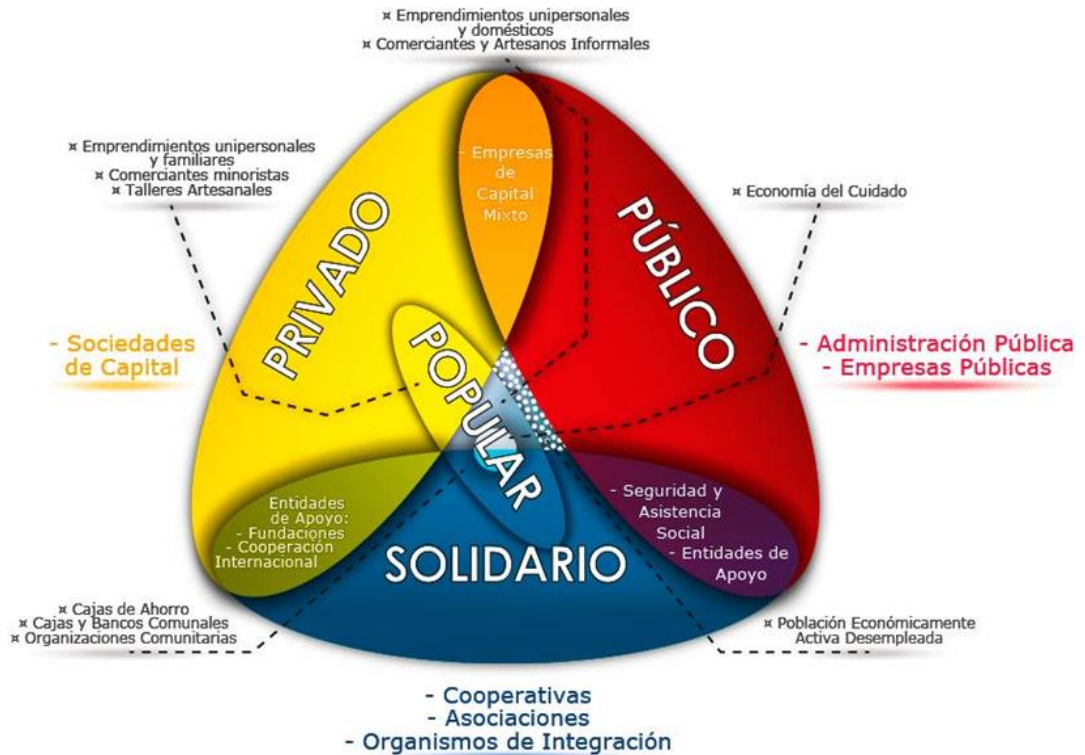 ¤ Emprendimientos unipersonales
y domésticos
¤ Comerciantes y Artesanos Informales
¤ Emprendimientos unipersonales
y familiares
¤ Comerciantes minoristas
¤ Talleres Artesanales
- Empresas
de
Capital
Mixto
¤ Economía del Cuidado
PRIVADO
PÚBLICO
- Sociedades
de Capital
POPULAR
- Administración Pública
- Empresas Públicas
Entidades
de Apoyo:
- Fundaciones
- Cooperación
Internacional
- Seguridad y
Asistencia
Social
- Entidades de
Apoyo
SOLIDARIO
¤ Cajas de Ahorro
¤ Cajas y Bancos Comunales
¤ Organizaciones Comunitarias
¤ Población Económicamente
Activa Desempleada
- Cooperativas
- Asociaciones
- Organismos de Integración